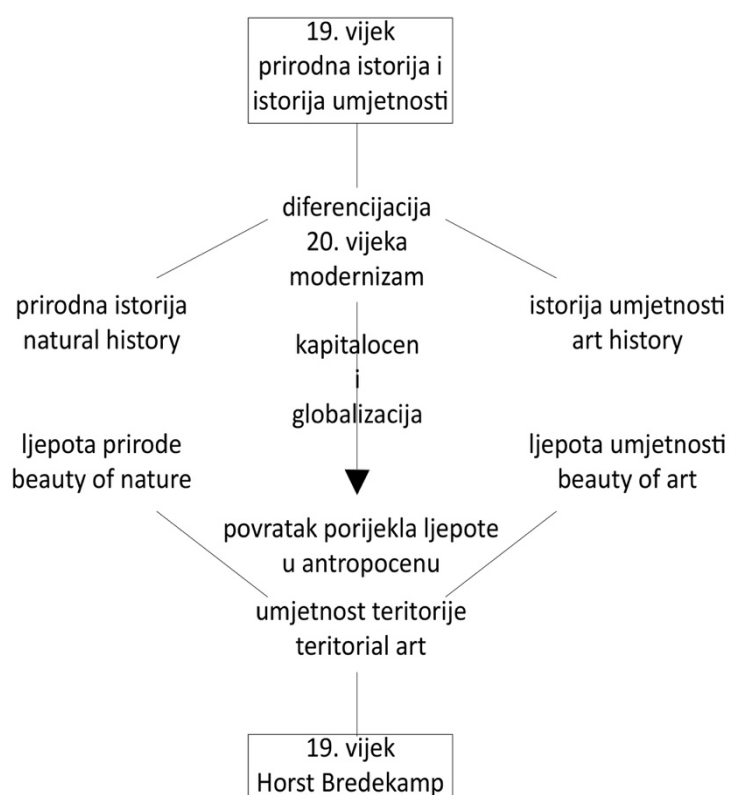 19. vijek
prirodna istorija i
istorija umjetnosti
diferencijacija
20. vijeka
modernizam
prirodna istorija
natural history
istorija umjetnosti
art history
kapitalocen
i
globalizacija
ljepota prirode
beauty of nature
ljepota umjetnosti
beauty of art
povratak porijekla ljepote
u antropocenu
umjetnost teritorije
teritorial art
19. vijek
Horst Bredekamp